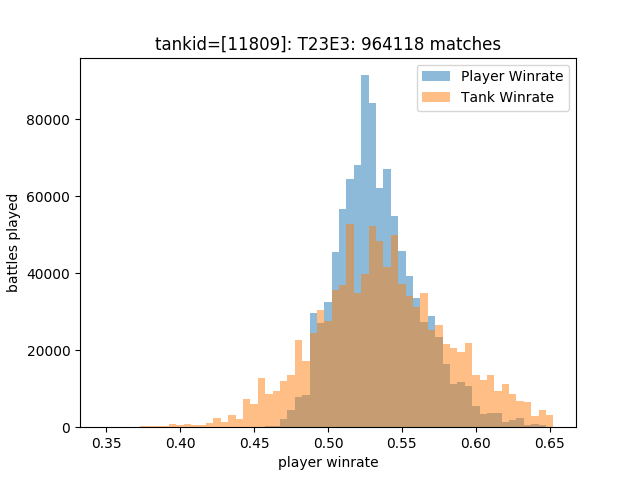 tankid=[11809]: T23E3: 964118 matches
Player Winrate
Tank Winrate
battles played
80000
60000
40000
20000
0
0.35 0.40 0.45 0.50 0.55 0.60 0.65
player winrate